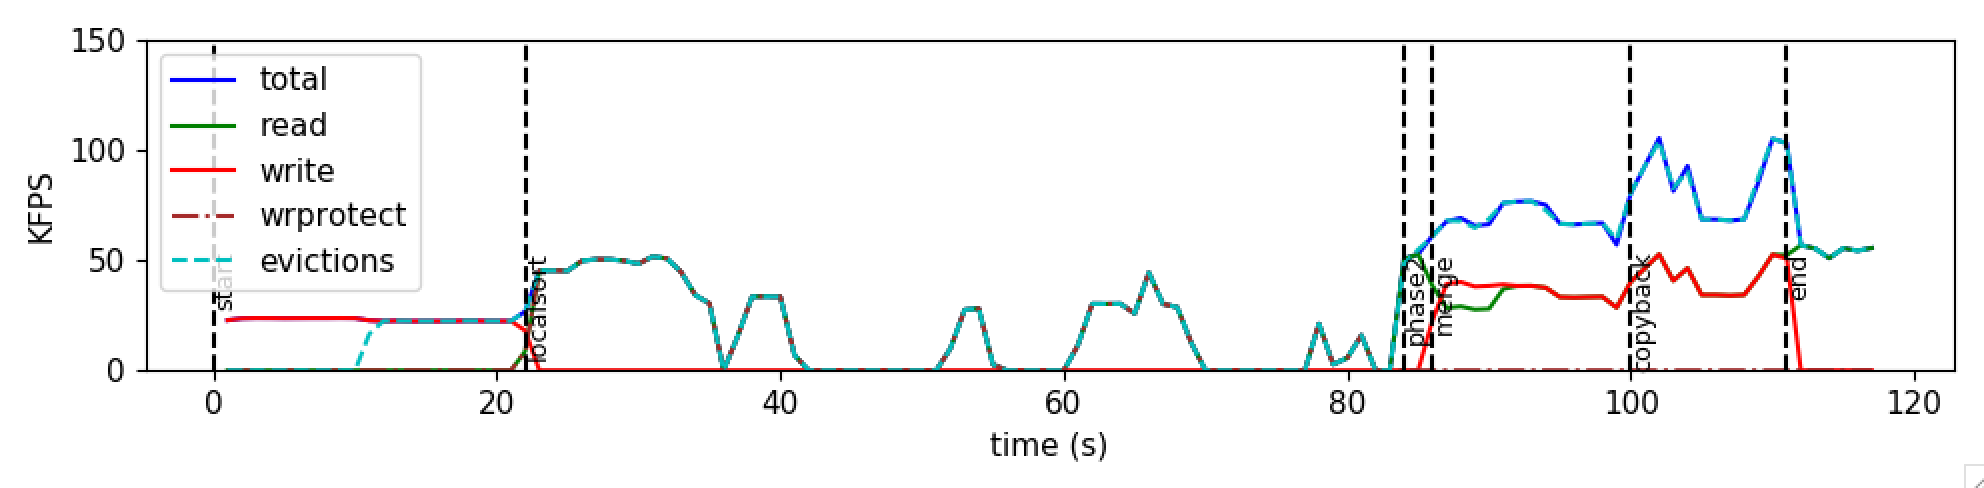 150
100
50
0
KFPS
total
read
write
wrprotect
evictions
start
localsort
phase2
merge
copyback
end
0 20 40 60 80 100 120
time (s)